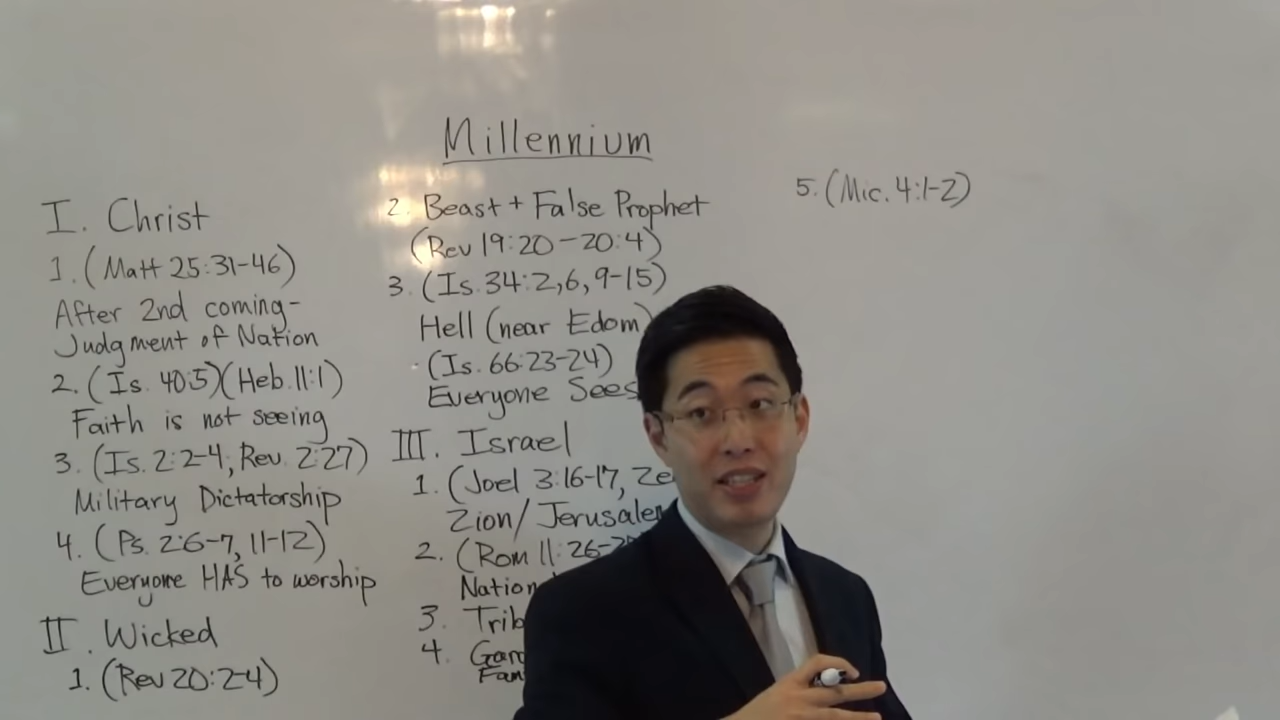 Millennium
I. Christ
1. (Matt 25:31-46)
After 2nd coming-
Judgment of Nation
2. (Is. 40:5)(Heb. 11:1)
Faith is not seeing
3. (Is. 2:2-4, Rev. 2:27)
Military Dictatorship
4. (Ps. 2:6-7, 11-12)
Everyone HAS to worship
II. Wicked
1. (Rev 20:2-4)
2. Beast + False Prophet
(Rev 19:20-20:4)
3. (Is. 34:2,6, 9-15)
Hell (near Edom)
(Is. 66:23-24)
Everyone Sees
III. Israel
1. (Joel 3:16-17, Ze
Zion/Jerusalem
2. (Rom 11:26-
Nation
3. Trib
4.
5. (Mic. 4:1-2)